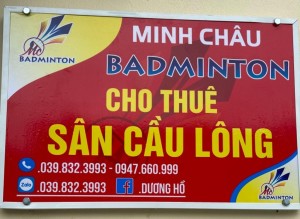 Mc
BADMINTON
MINH CHÂU
BADMINTON
CHO THUÊ
SÂN CẦU LÔNG
.039.832.3993 - 0947.660.999
Zalo .039.832.3993 f .DƯƠNG HỒ
Mc
BADMINTON